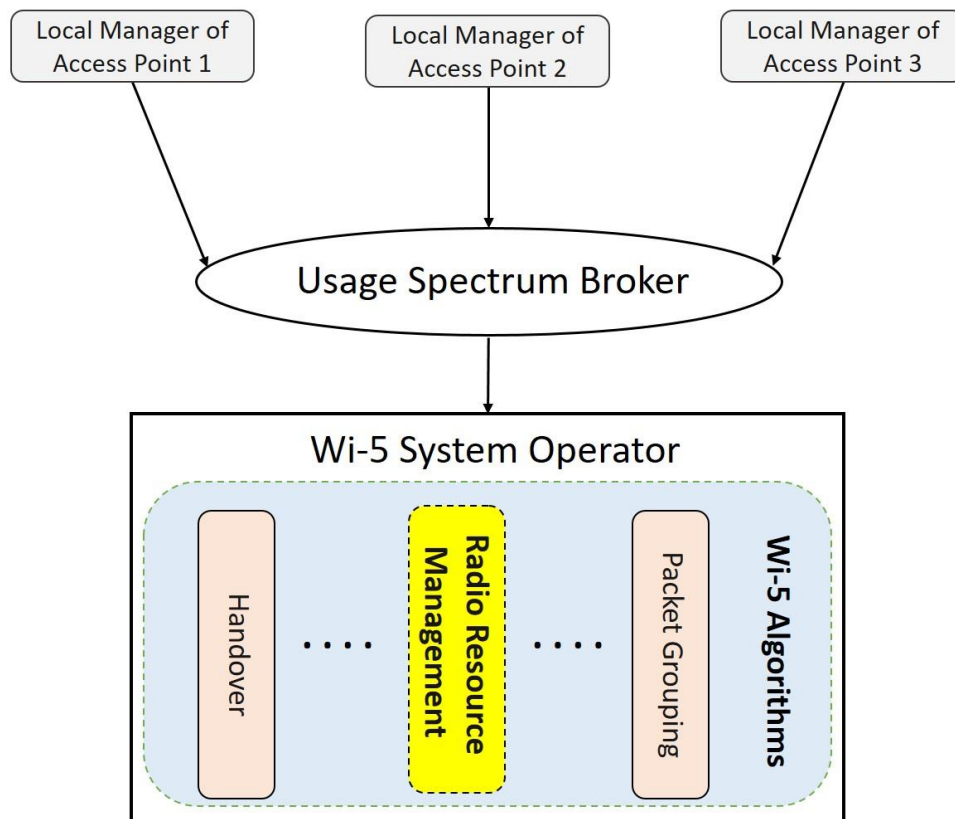 Local Manager of
Access Point 1
Local Manager of
Access Point 2
Local Manager of
Access Point 3
Usage Spectrum Broker
Wi-5 System Operator
Handover
. . . .
Radio Resource
Management
. . . .
Packet Grouping
Wi-5 Algorithms